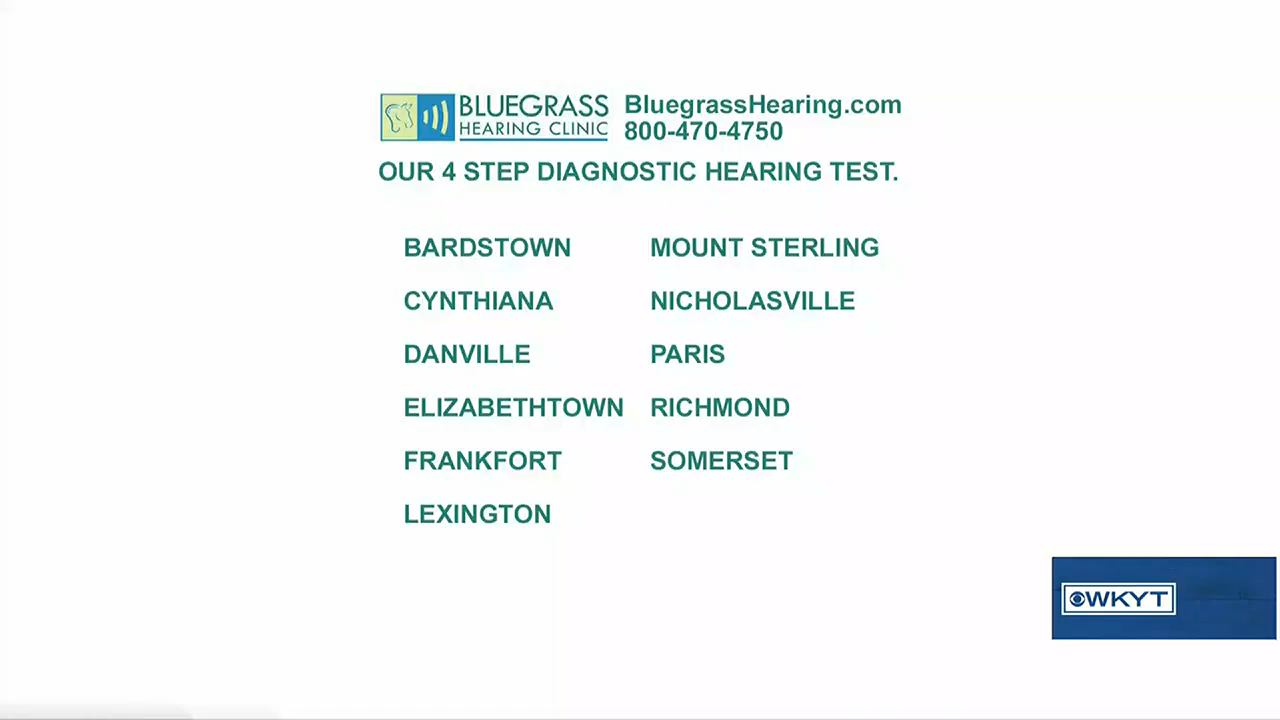 BLUEGRASS
HEARING CLINIC
BluegrassHearing.com
800-470-4750
OUR 4 STEP DIAGNOSTIC HEARING TEST.
BARDSTOWN
CYNTHIANA
DANVILLE
ELIZABETHTOWN
FRANKFORT
LEXINGTON
MOUNT STERLING
NICHOLASVILLE
PARIS
RICHMOND
SOMERSET
WKYT